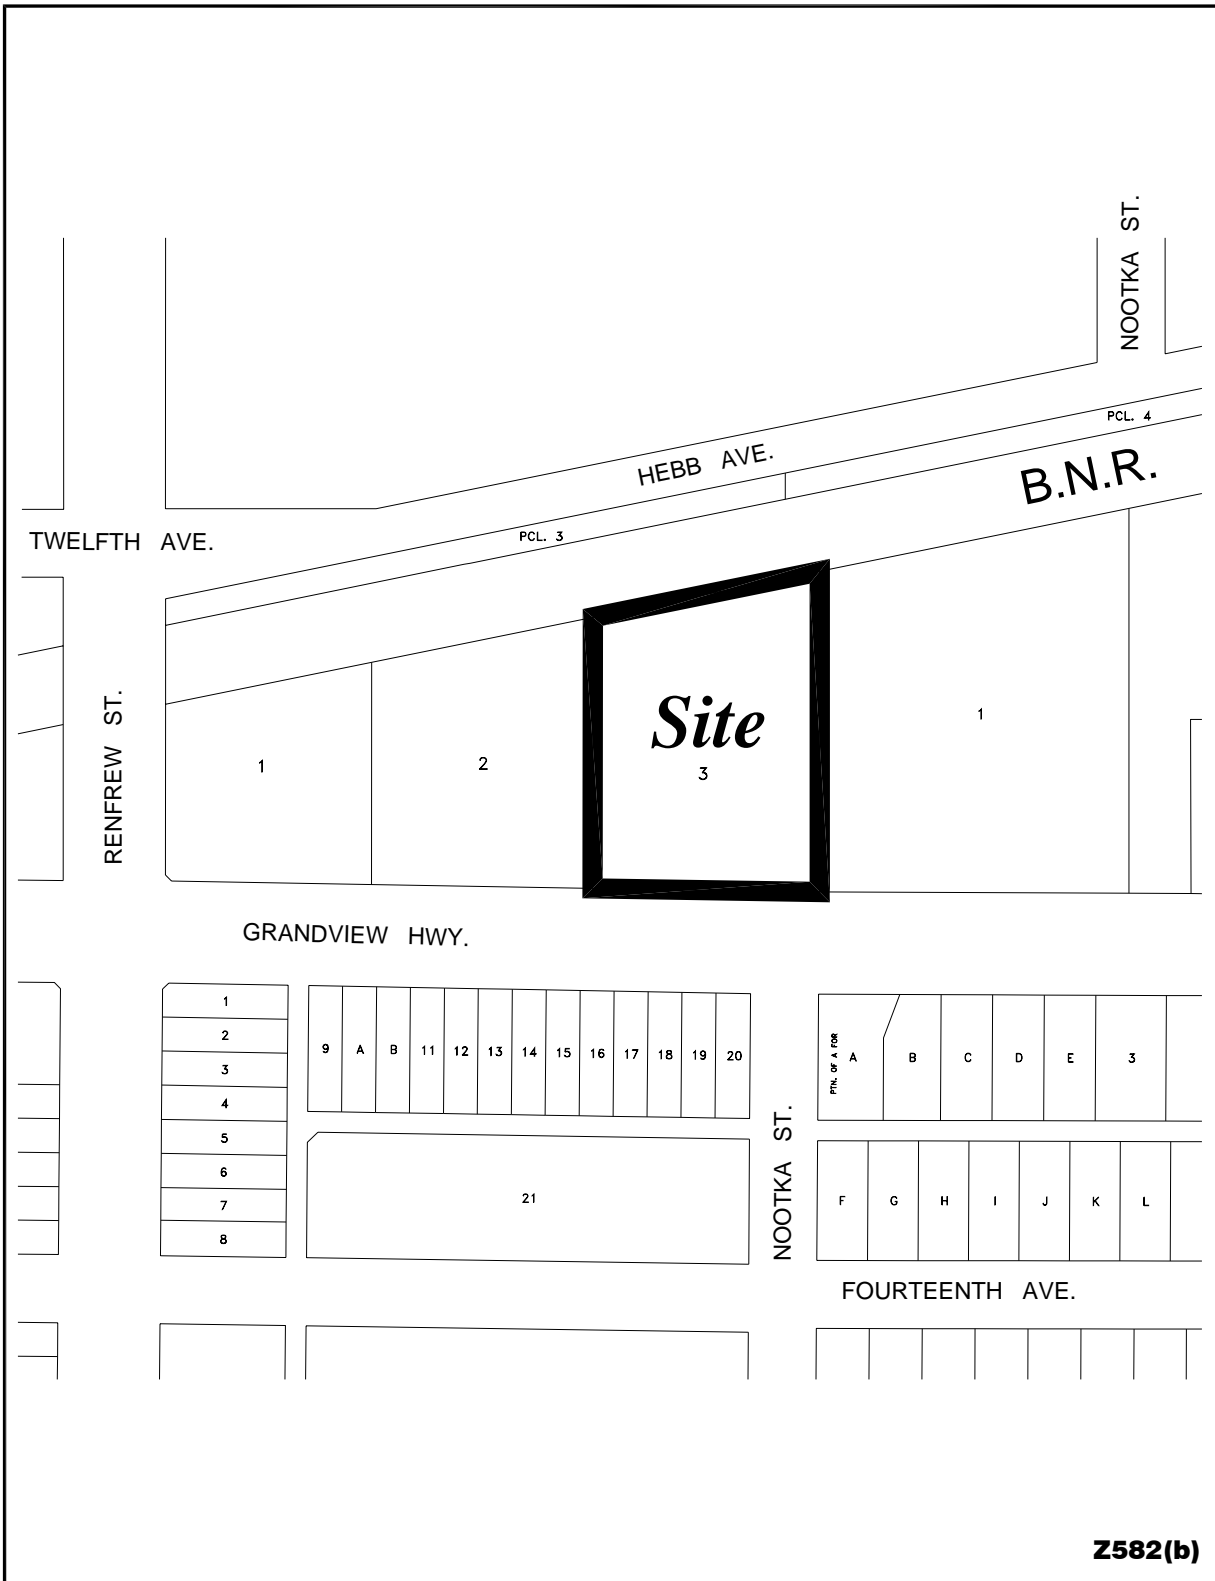 NOOTKA ST.
PCL. 4
HEBB AVE.
B.N.R.
TWELFTH AVE.
PCL. 3
RENFREW ST.
Site
1
2
3
1
GRANDVIEW HWY.
1
2
3
4
5
6
7
8
9 A B 11 12 13 14 15 16 17 18 19 20
PTN. OF A FOR
A B C D E 3
21
NOOTKA ST.
F G H I J K L
FOURTEENTH AVE.
Z582(b)